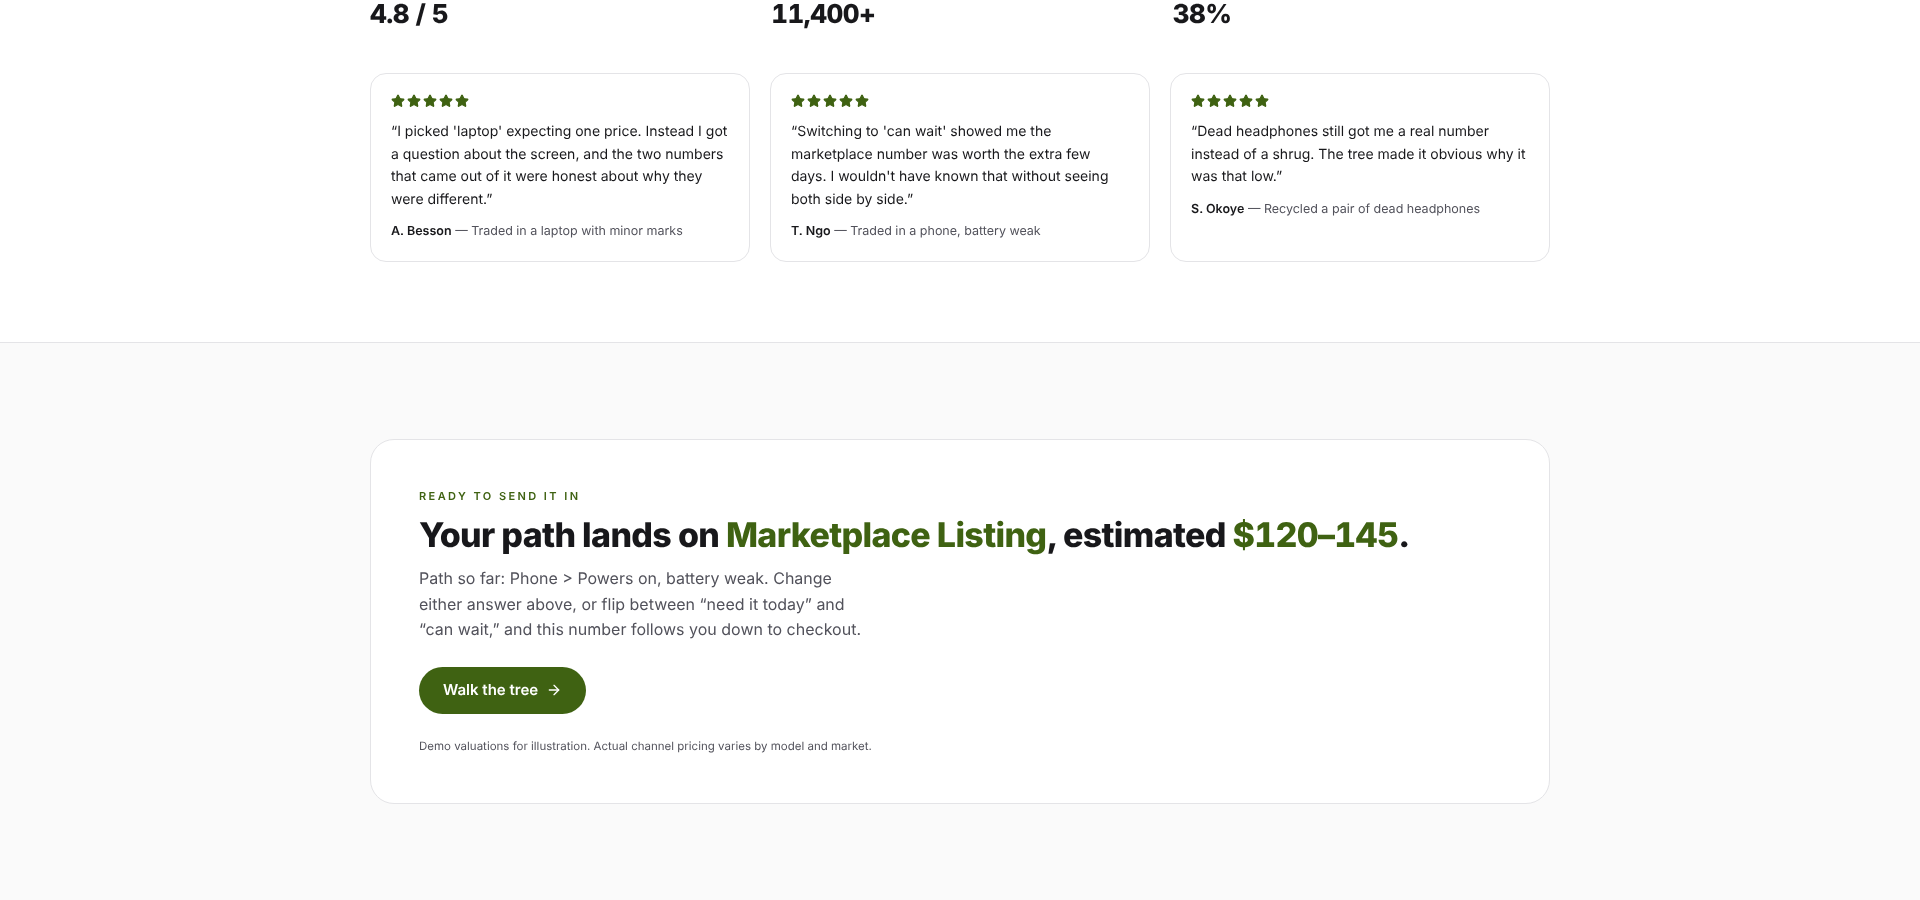 4.8 / 5
11,400+
38%
“I picked 'laptop' expecting one price. Instead I got
a question about the screen, and the two numbers
that came out of it were honest about why they
were different.”
A. Besson — Traded in a laptop with minor marks
“Switching to 'can wait' showed me the
marketplace number was worth the extra few
days. I wouldn't have known that without seeing
both side by side.”
T. Ngo — Traded in a phone, battery weak
“Dead headphones still got me a real number
instead of a shrug. The tree made it obvious why it
was that low.”
S. Okoye — Recycled a pair of dead headphones
READY TO SEND IT IN
Your path lands on Marketplace Listing, estimated $120–145.
Path so far: Phone > Powers on, battery weak. Change
either answer above, or flip between “need it today” and
“can wait,” and this number follows you down to checkout.
Walk the tree →
Demo valuations for illustration. Actual channel pricing varies by model and market.